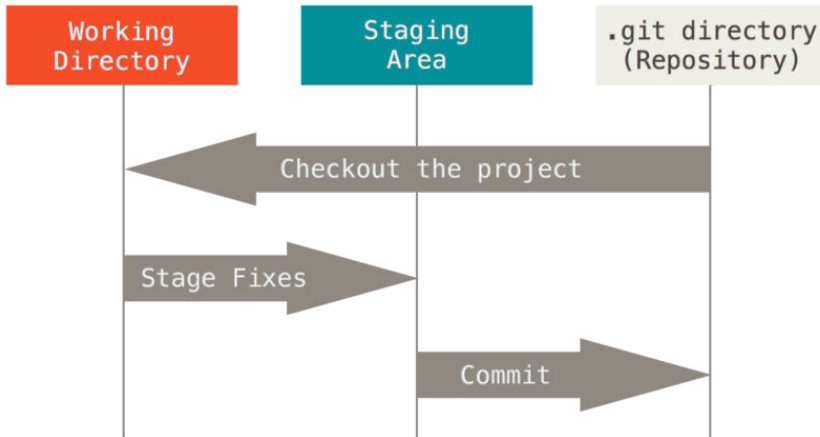 Working
Directory
Staging
Area
.git directory
(Repository)
Checkout the project
Stage Fixes
Commit